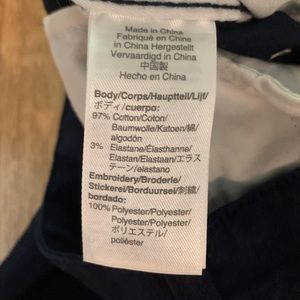 Made in China
Fabriqué en China
in China Hergestellt
Vervaardigd in China
中国製
Hecho en China
Body/Corps/Hauptteil/Lijf/
ボディ/cuerpo:
97% Cotton/Coton/
Baumwolle/Katoen/綿/
algodón
3% Elastane/Élasthanne/
Elastan/Elastaan/エラス
テーン/elastano
Embroidery/Broderie/
Stickerei/Borduursel/刺繍/
bordado:
100% Polyester/Polyester/
Polyester/Polyester/
ポリエステル/
poliéster